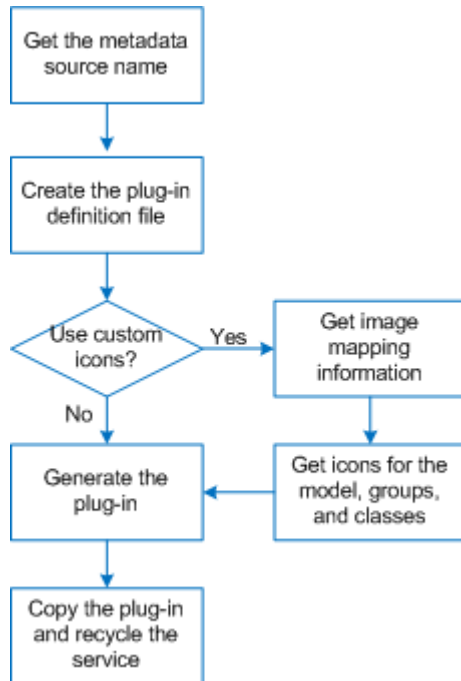 Get the metadata
source name
Create the plug-in
definition file
Use custom
icons?
Yes
Get image
mapping
information
No
Generate the
plug-in
Get icons for the
model, groups,
and classes
Copy the plug-in
and recycle the
service